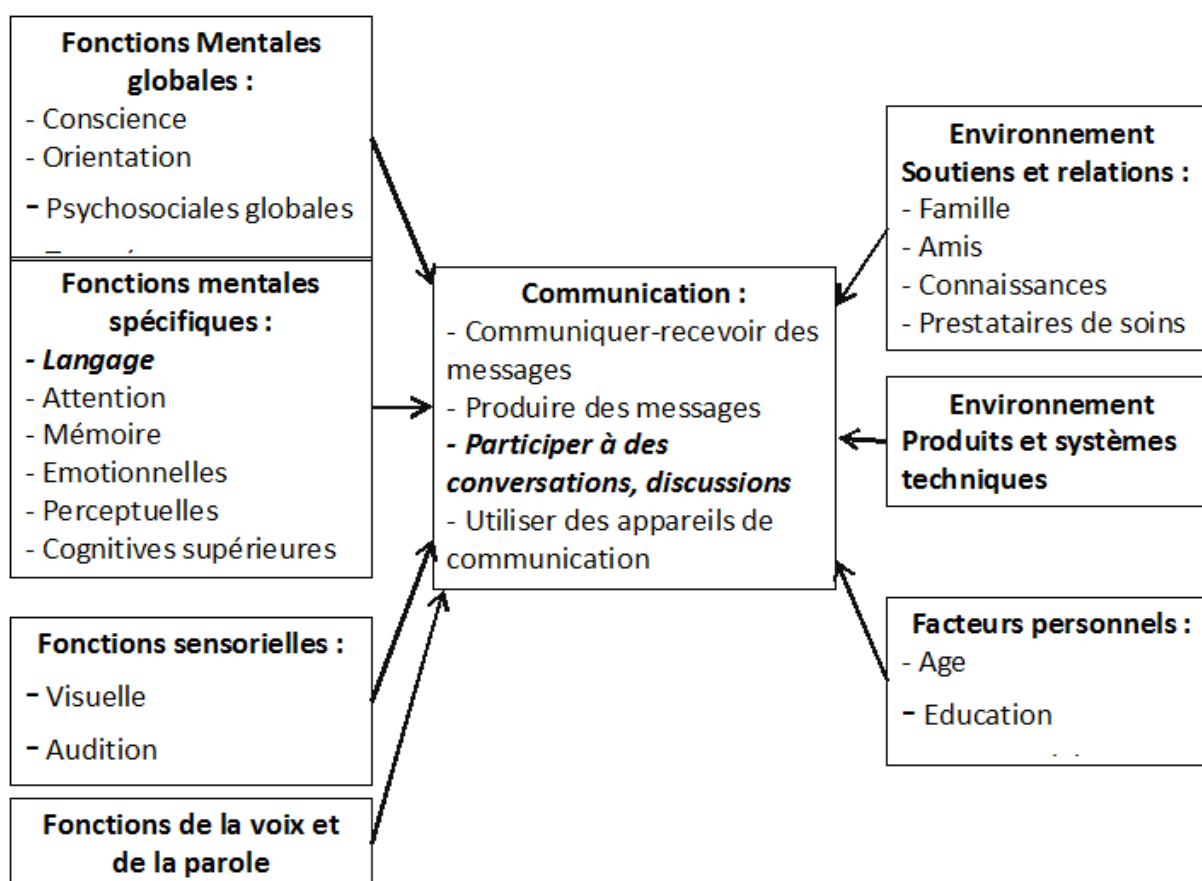 Fonctions Mentales
globales :
- Conscience
- Orientation
- Psychosociales globales
Fonctions mentales
spécifiques :
- Langage
- Attention
- Mémoire
- Emotionnelles
- Perceptuelles
- Cognitives supérieures
Fonctions sensorielles :
- Visuelle
- Audition
Fonctions de la voix et
de la parole
Communication :
- Communiquer-recevoir des
messages
- Produire des messages
- Participer à des
conversations, discussions
- Utiliser des appareils de
communication
Environnement
Soutiens et relations :
- Famille
- Amis
- Connaissances
- Prestataires de soins
Environnement
Produits et systèmes
techniques
Facteurs personnels :
- Age
- Education